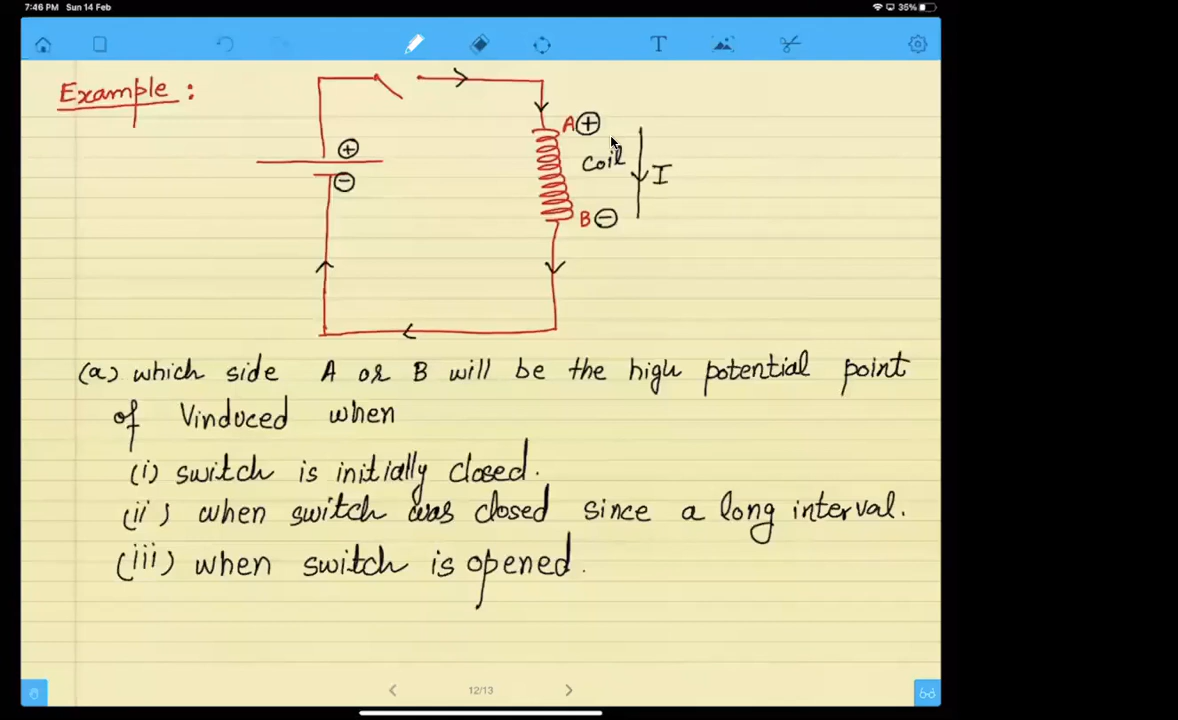 7:46 PM Sun 14 Feb
35%
T
Example :
+
A +
coil
I
−
B −
(a) which side A or B will be the high potential point
of Vinduced when
(i) switch is initially closed.
(ii) when switch was closed since a long interval.
(iii) when switch is opened.
12/13